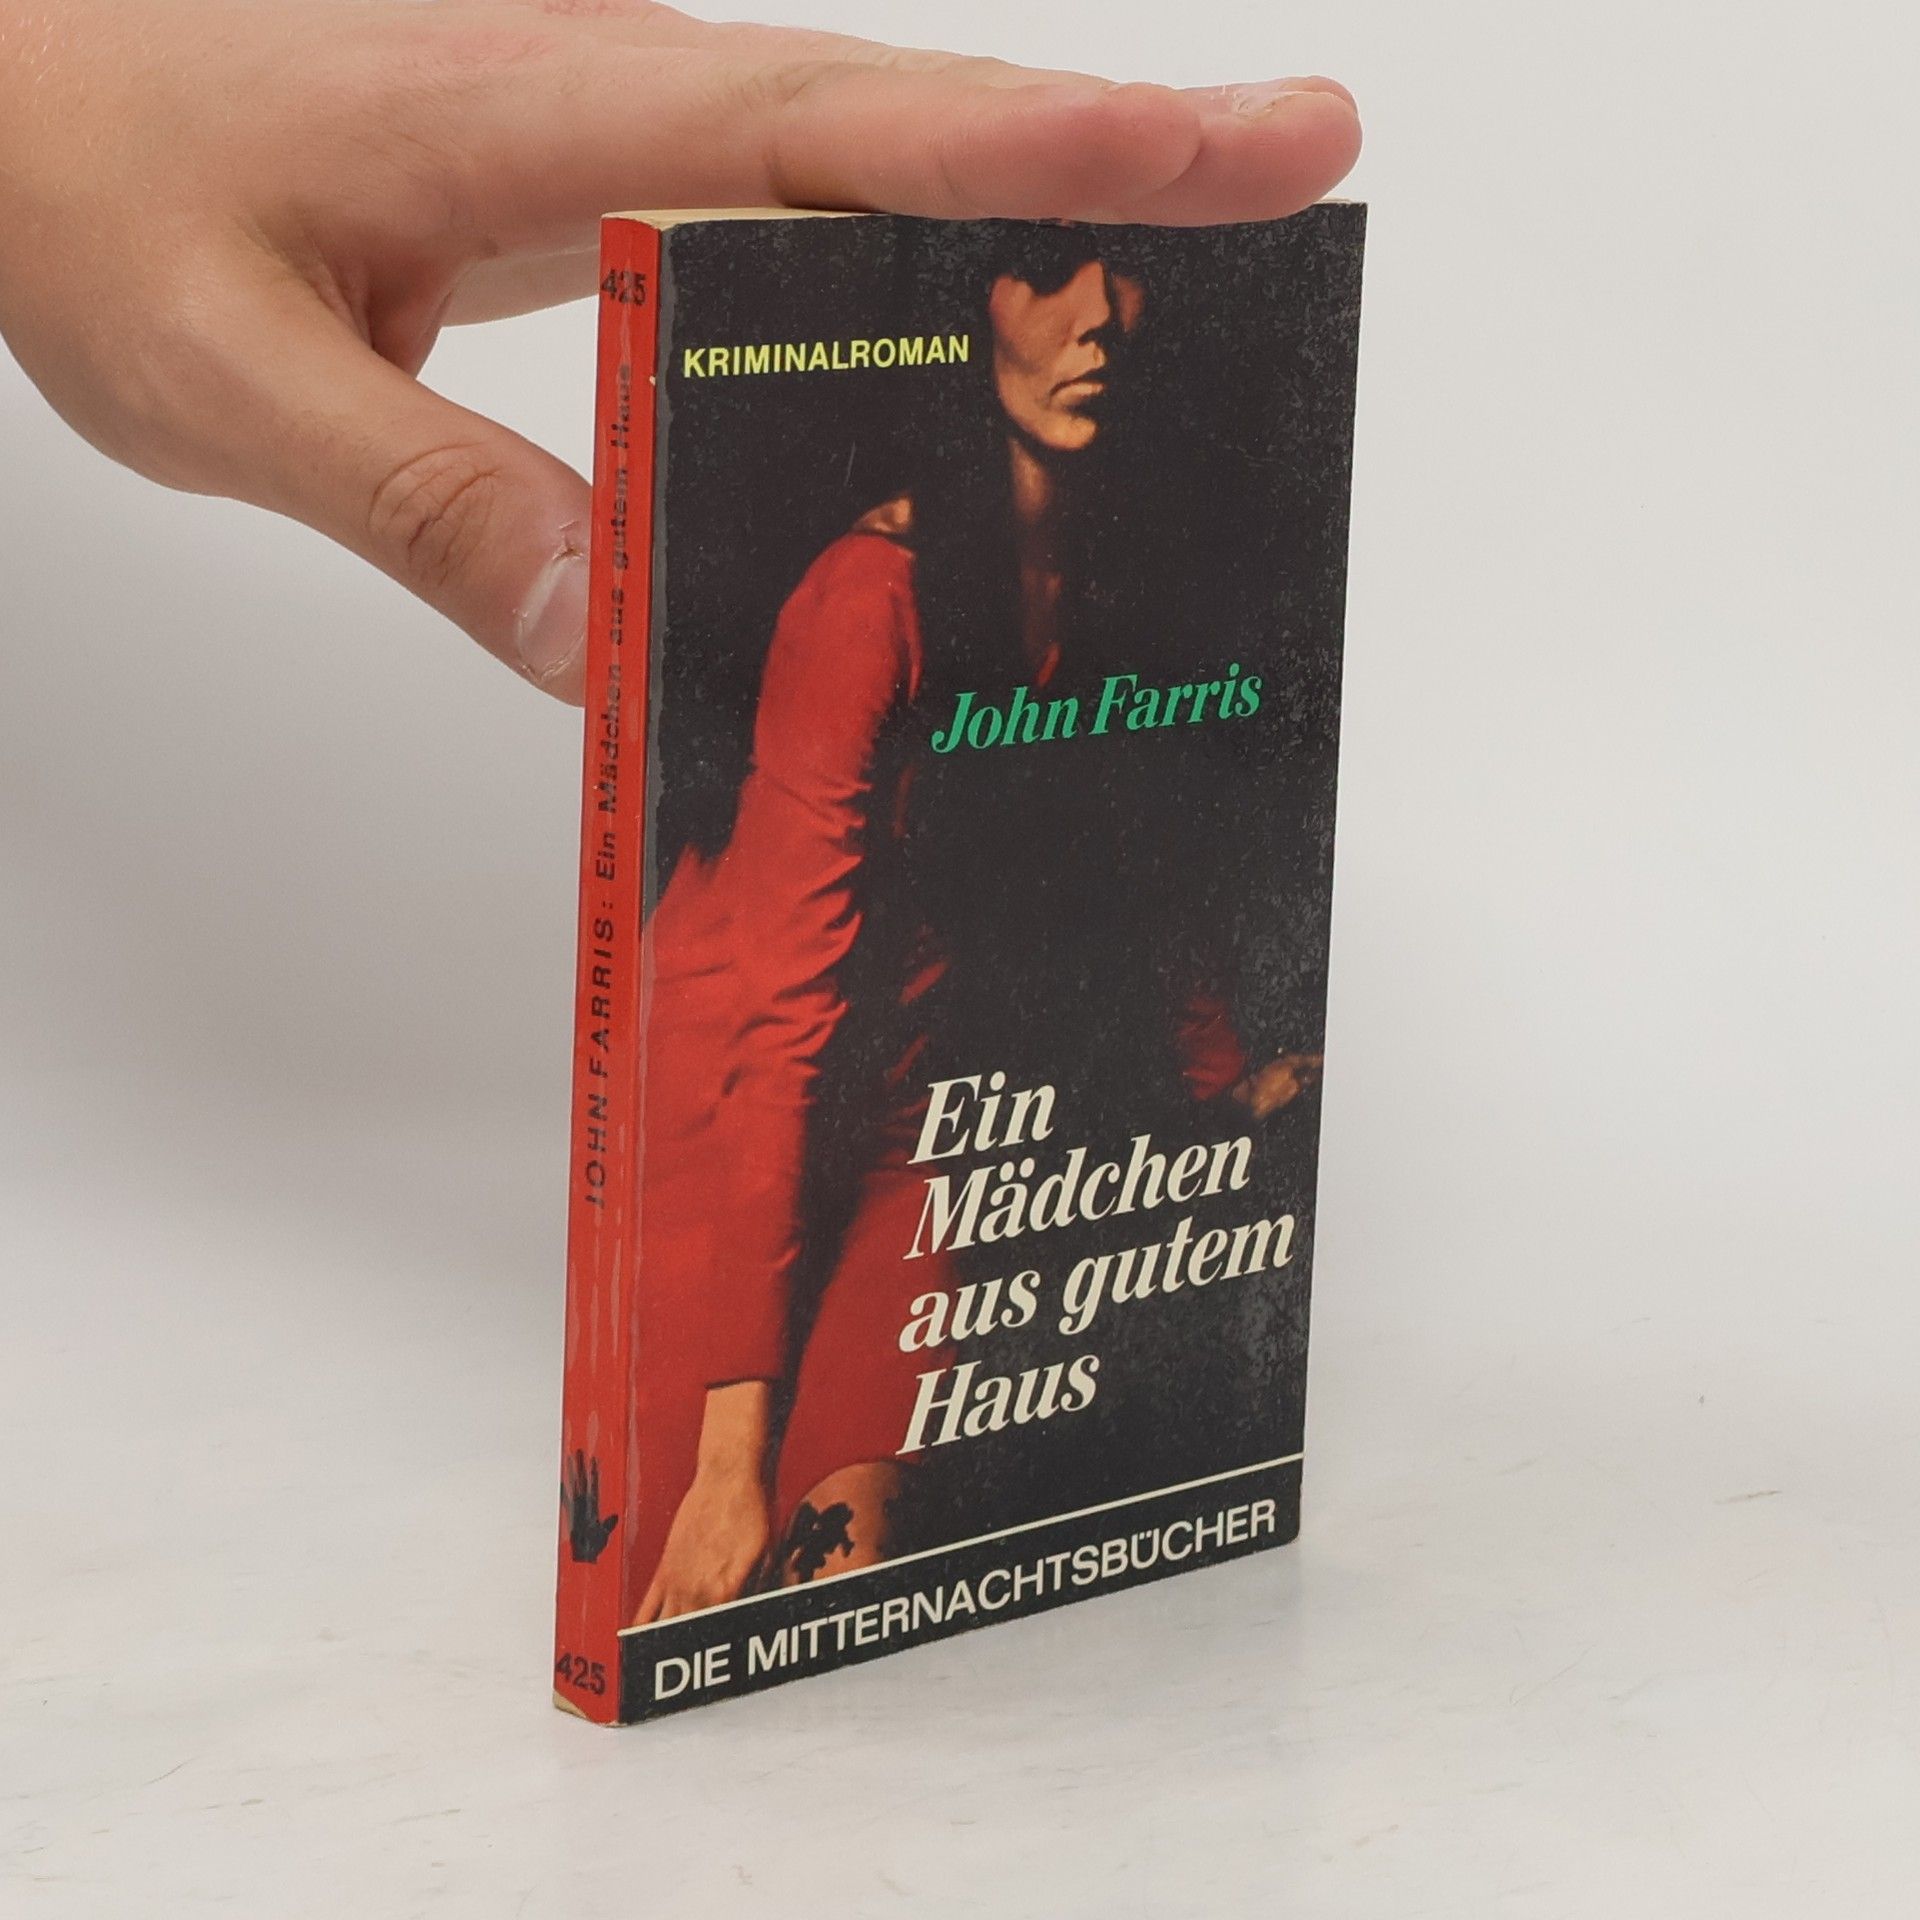 425
JOHN FARRIS: Ein Mädchen aus gutem Haus
425
KRIMINALROMAN
John Farris
Ein
Mädchen
aus gutem
Haus
DIE MITTERNACHTSBÜCHER